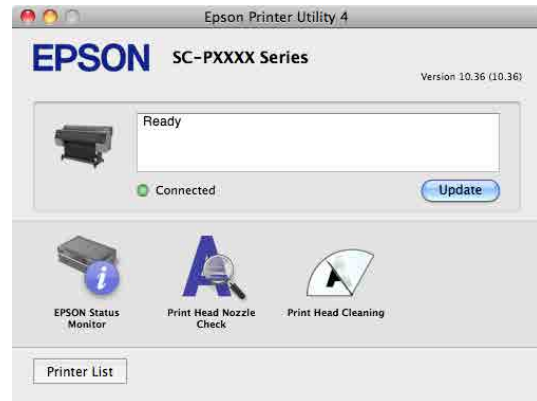 Epson Printer Utility 4
EPSON
SC-PXXXX Series
Version 10.36 (10.36)
Ready
Connected
Update
EPSON Status
Monitor
Print Head Nozzle
Check
Print Head Cleaning
Printer List